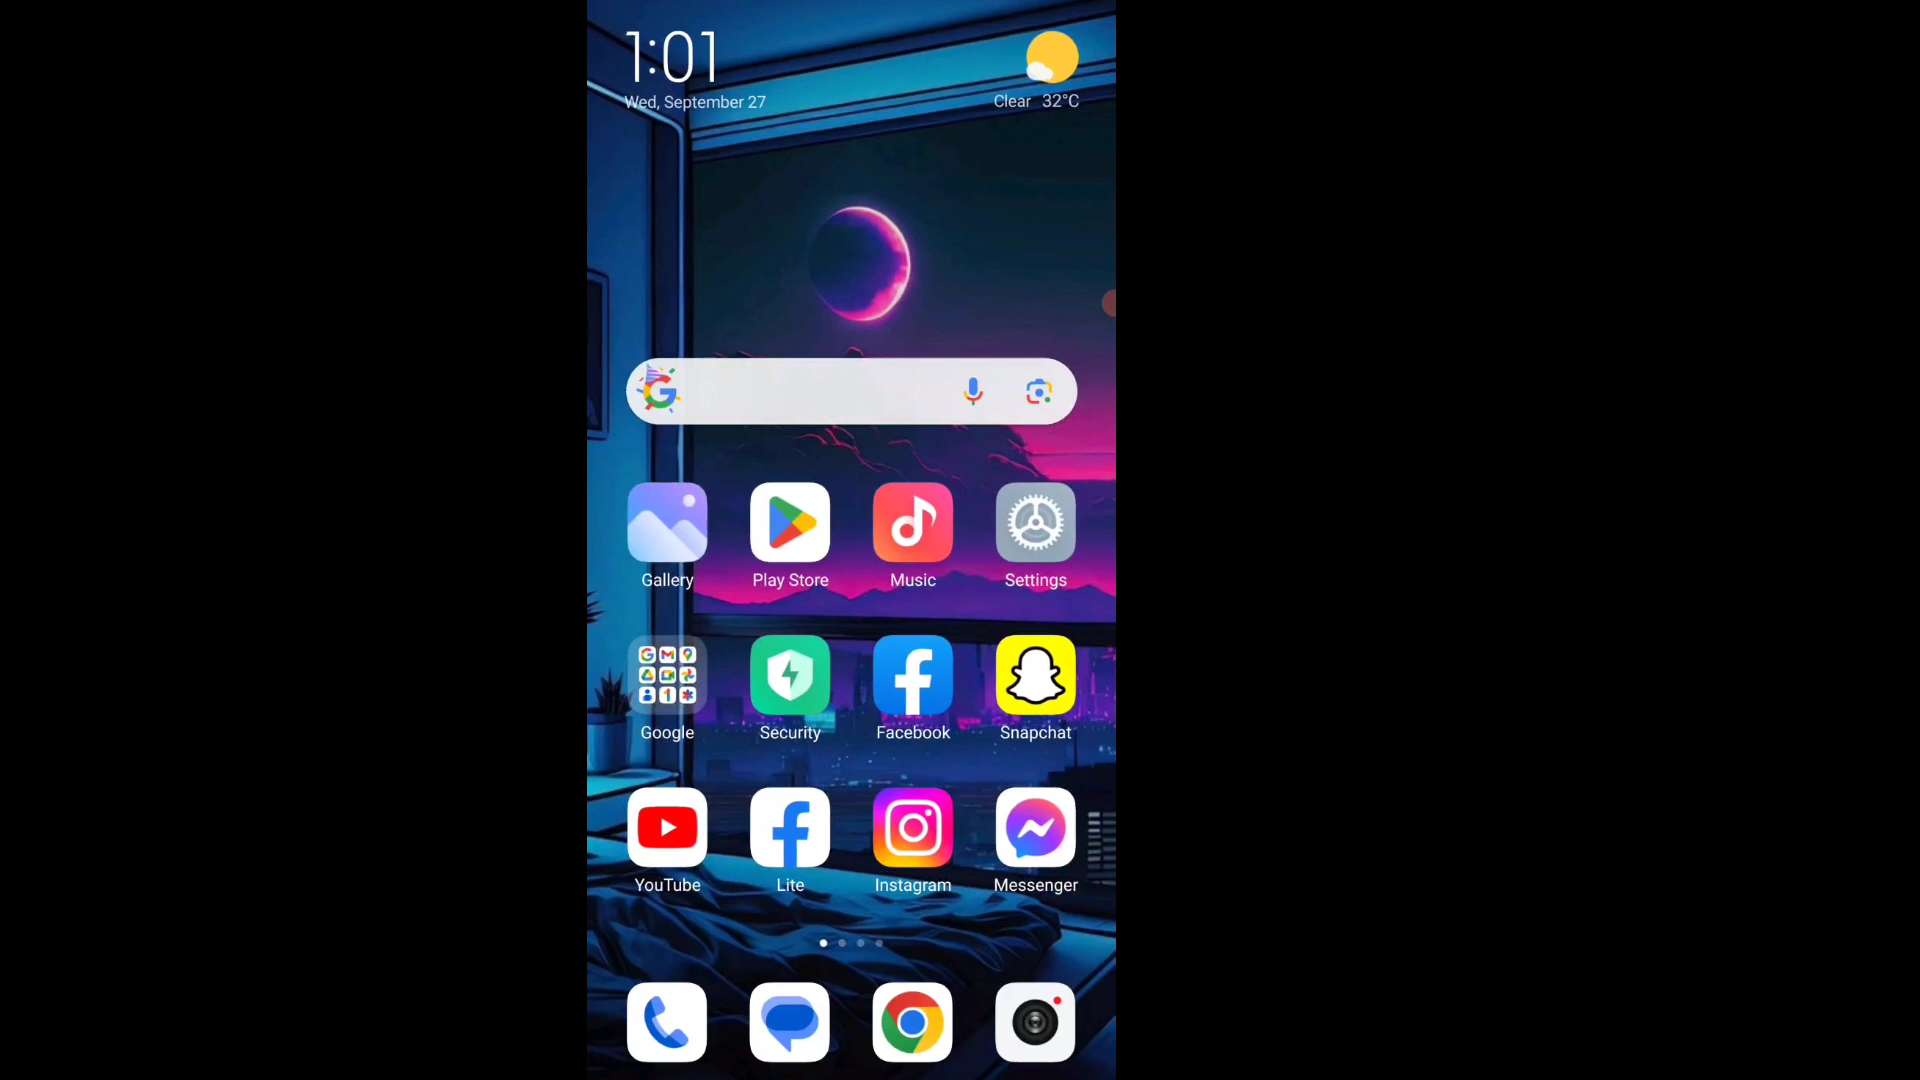 1:01
Wed, September 27
Clear 32°C
Gallery Play Store Music Settings
Google Security Facebook Snapchat
YouTube Lite Instagram Messenger